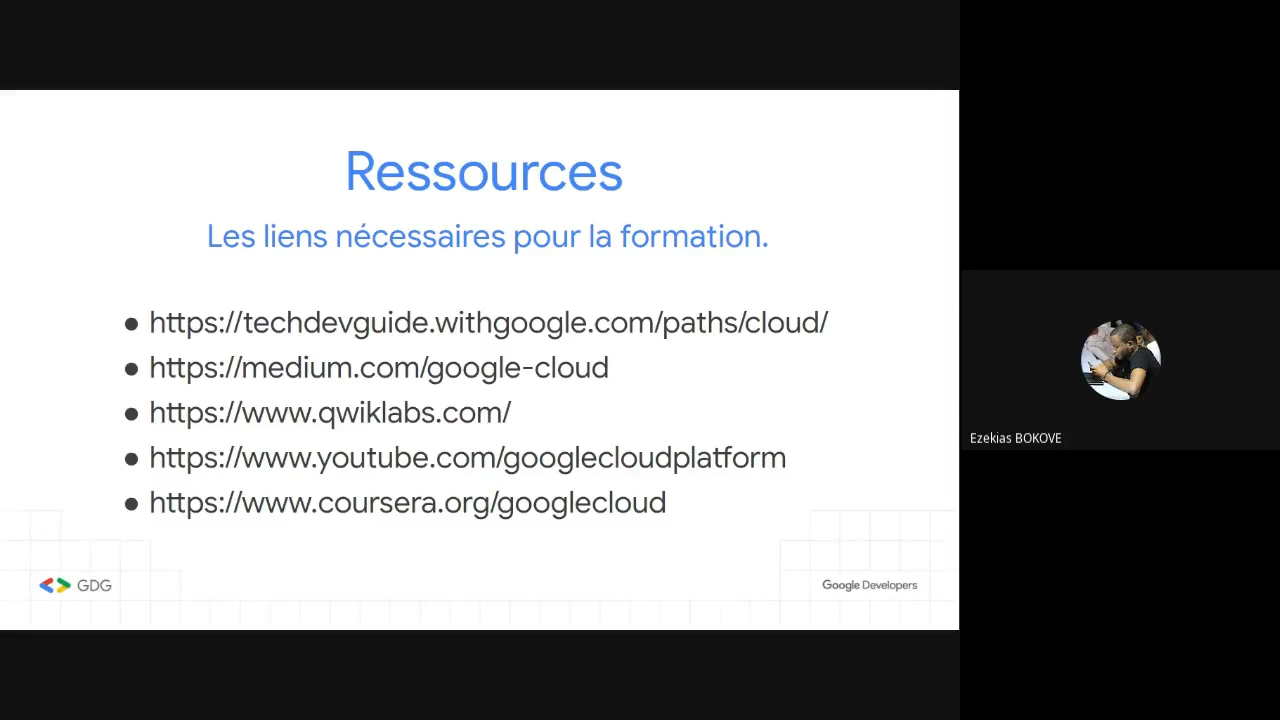 Ressources
Les liens nécessaires pour la formation.
● https://techdevguide.withgoogle.com/paths/cloud/
● https://medium.com/google-cloud
● https://www.qwiklabs.com/
● https://www.youtube.com/googlecloudplatform
● https://www.coursera.org/googlecloud
GDG
Google Developers
Ezekias BOKOVE